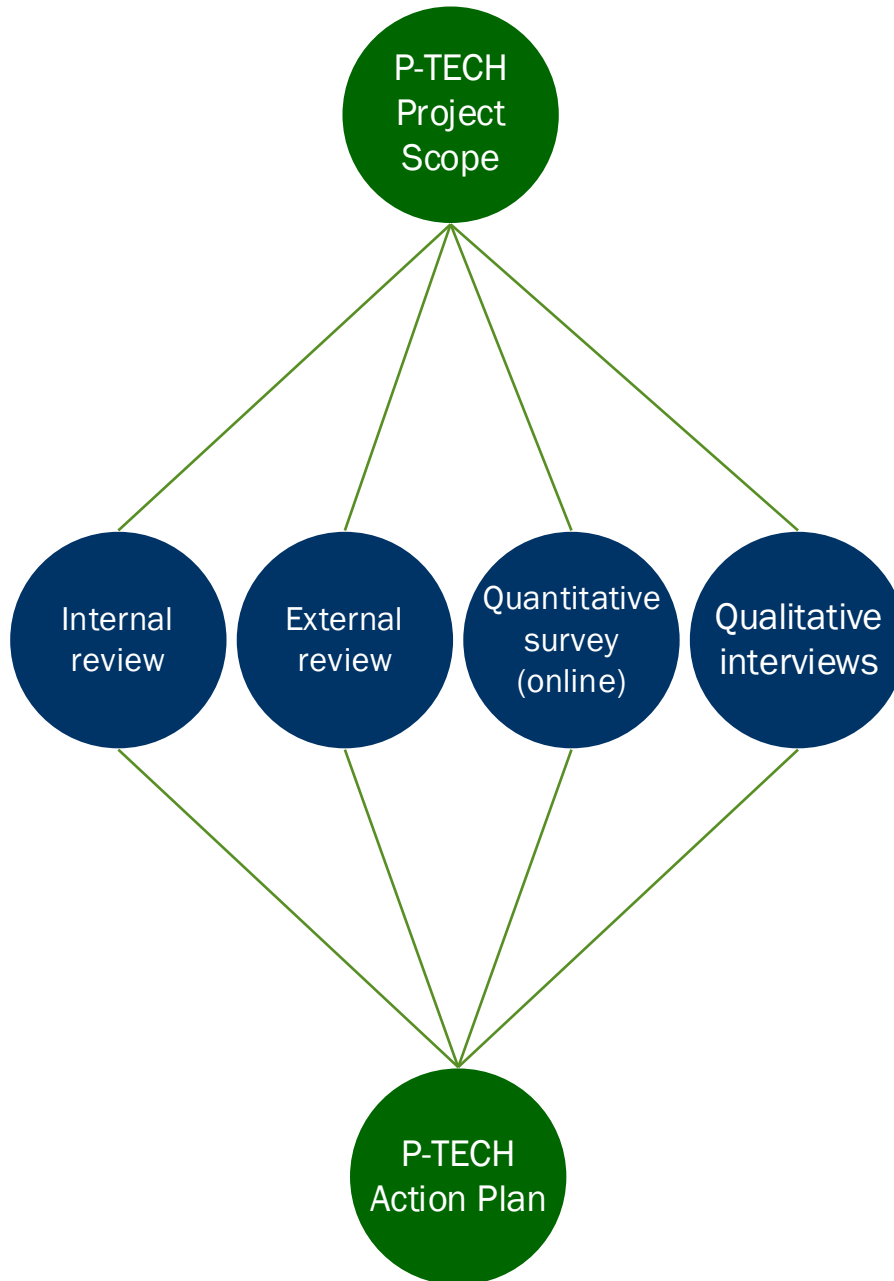 P-TECH
Project
Scope
Internal
review
External
review
Quantitative
survey
(online)
Qualitative
interviews
P-TECH
Action Plan